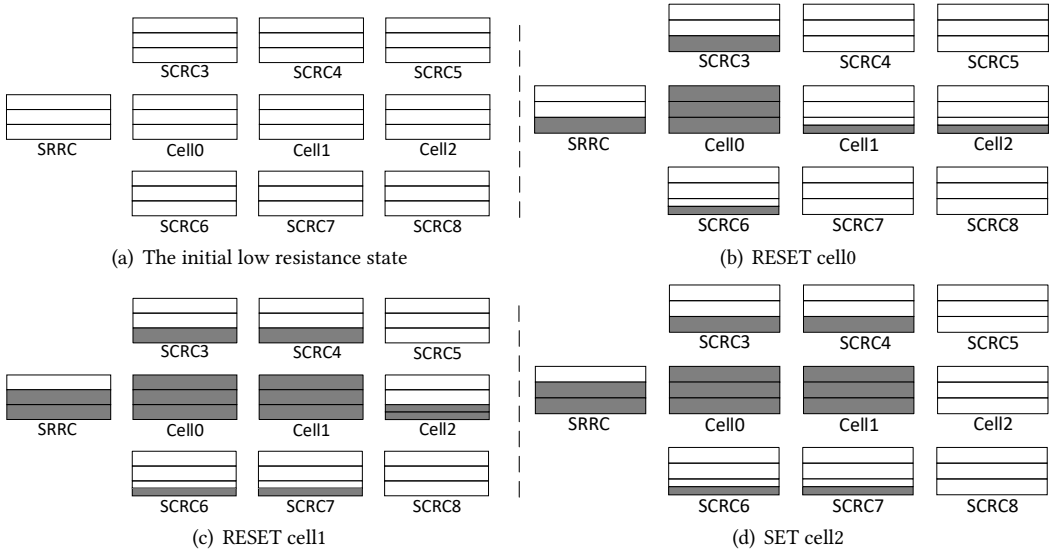 SCRC3 SCRC4 SCRC5
SRRC Cell0 Cell1 Cell2
SCRC6 SCRC7 SCRC8
(a) The initial low resistance state
SCRC3 SCRC4 SCRC5
SRRC Cell0 Cell1 Cell2
SCRC6 SCRC7 SCRC8
(b) RESET cell0
SCRC3 SCRC4 SCRC5
SRRC Cell0 Cell1 Cell2
SCRC6 SCRC7 SCRC8
(c) RESET cell1
SCRC3 SCRC4 SCRC5
SRRC Cell0 Cell1 Cell2
SCRC6 SCRC7 SCRC8
(d) SET cell2